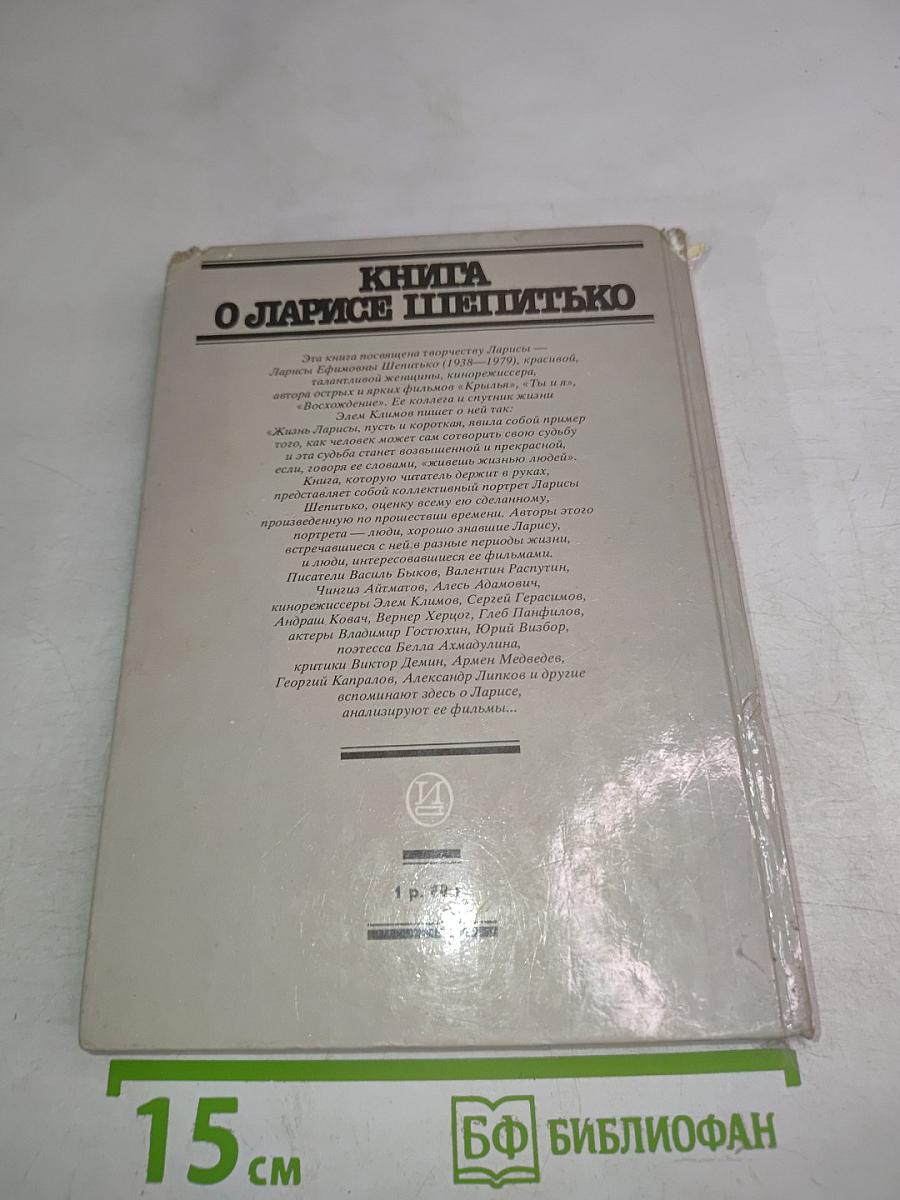 КНИГА
О ЛАРИСЕ ШЕПИТЬКО
Эта книга посвящена творчеству Ларисы —
Ларисы Ефимовны Шепитько (1938—1979), красивой,
талантливой женщины, кинорежиссера,
автора острых и ярких фильмов «Крылья», «Ты и я»,
«Восхождение». Ее коллега и спутник жизни
Элем Климов пишет о ней так:
«Жизнь Ларисы, пусть и короткая, явила собой пример
того, как человек может сам сотворить свою судьбу
и эта судьба станет возвышенной и прекрасной,
если, говоря ее словами, «живешь жизнью людей».
Книга, которую читатель держит в руках,
представляет собой коллективный портрет Ларисы
Шепитько, оценку всему ею сделанному,
произведенную по прошествии времени. Авторы этого
портрета — люди, хорошо знавшие Ларису,
встречавшиеся с ней в разные периоды жизни,
и люди, интересовавшиеся ее фильмами.
Писатели Василь Быков, Валентин Распутин,
Чингиз Айтматов, Алесь Адамович,
кинорежиссеры Элем Климов, Сергей Герасимов,
Андраш Ковач, Вернер Херцог, Глеб Панфилов,
актеры Владимир Гостюхин, Юрий Визбор,
поэтесса Белла Ахмадулина,
критики Виктор Демин, Армен Медведев,
Георгий Капралов, Александр Липков и другие
вспоминают здесь о Ларисе,
анализируют ее фильмы...
И
1 р.
15 см
БФ БИБЛИОФАН